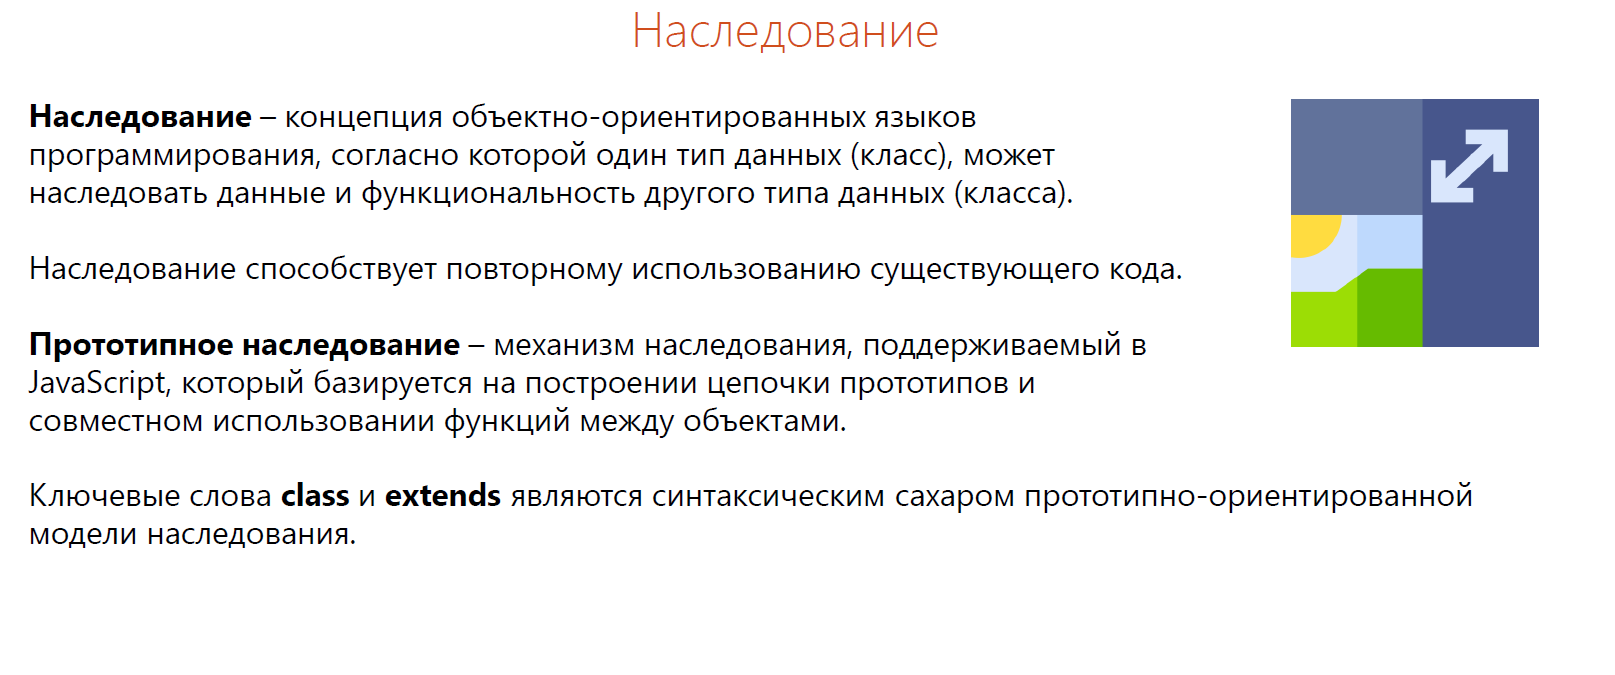 Наследование
Наследование – концепция объектно-ориентированных языков
программирования, согласно которой один тип данных (класс), может
наследовать данные и функциональность другого типа данных (класса).
Наследование способствует повторному использованию существующего кода.
Прототипное наследование – механизм наследования, поддерживаемый в
JavaScript, который базируется на построении цепочки прототипов и
совместном использовании функций между объектами.
Ключевые слова class и extends являются синтаксическим сахаром прототипно-ориентированной
модели наследования.